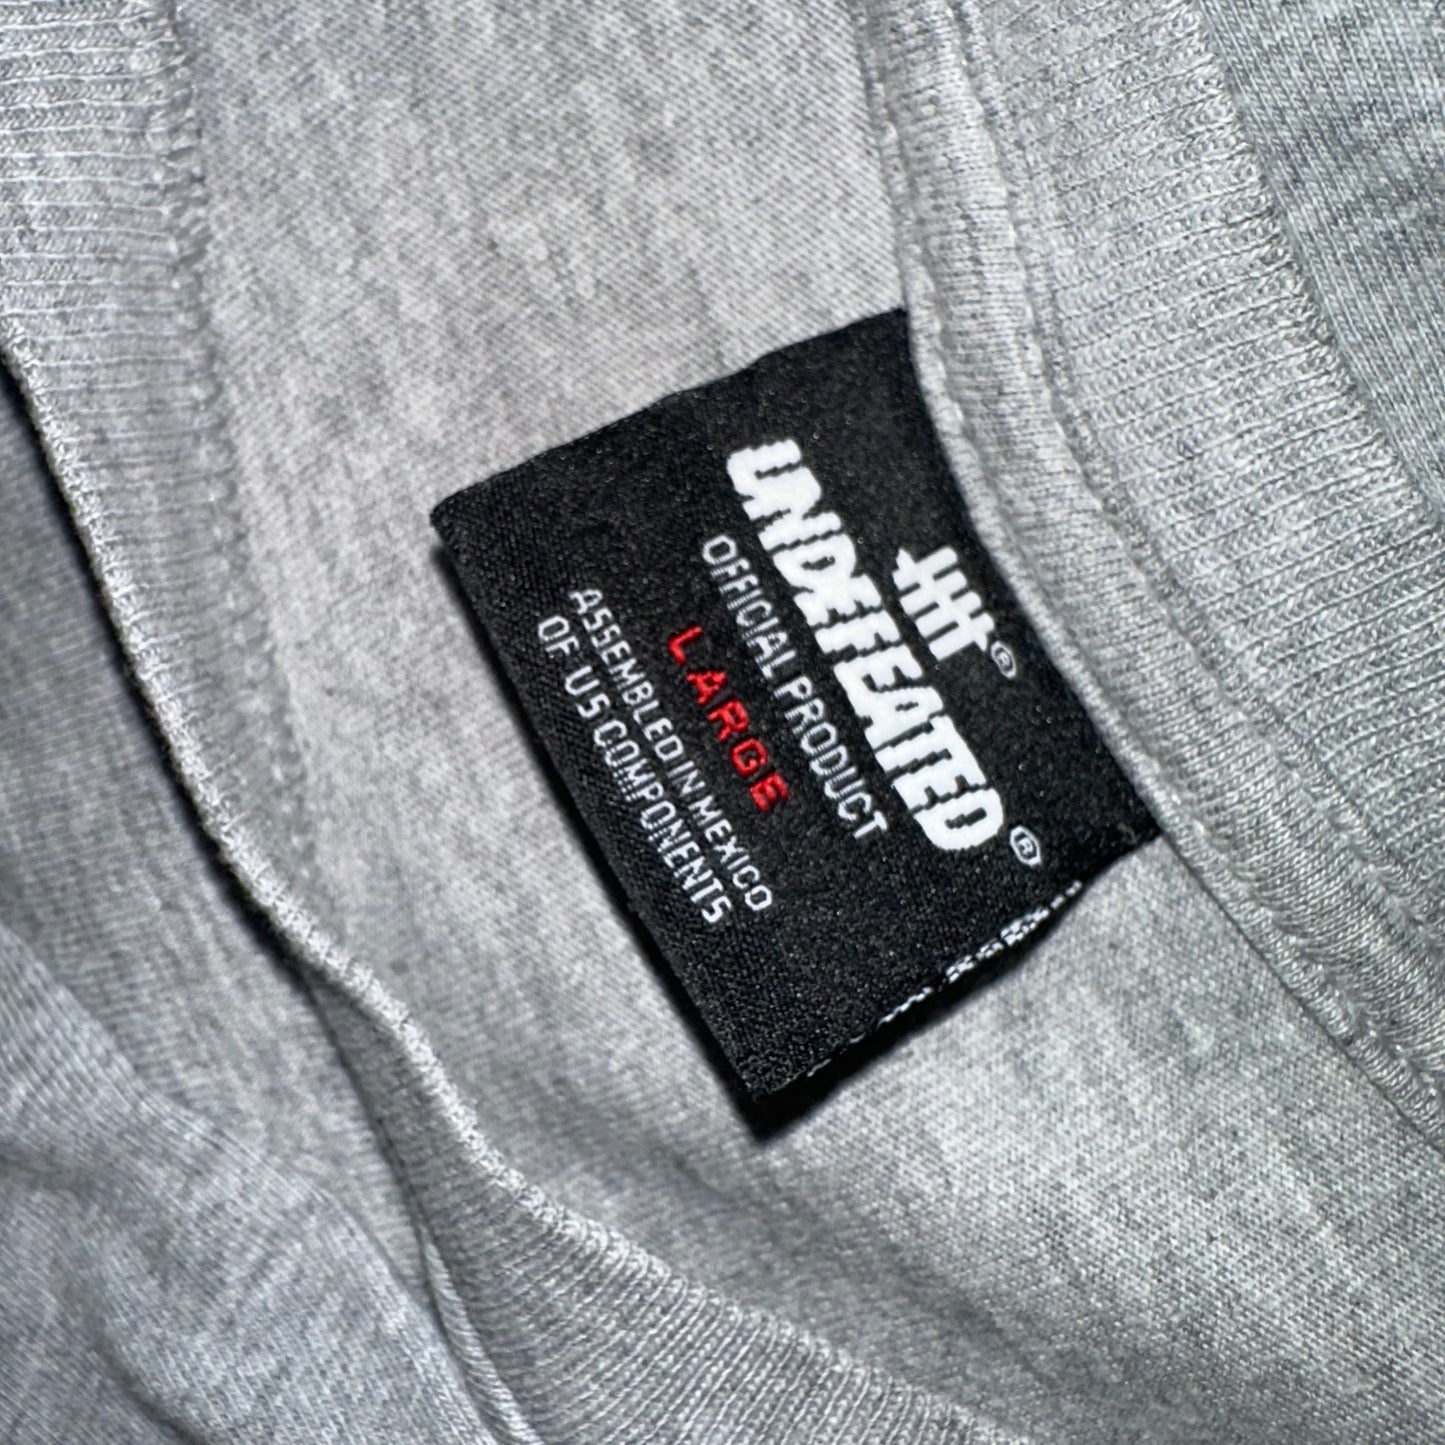 ®
UNDEFEATED®
OFFICIAL PRODUCT
LARGE
ASSEMBLED IN MEXICO
OF US COMPONENTS